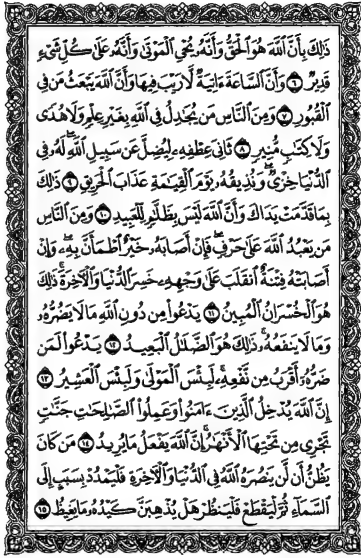 ذَٰلِكَ بِأَنَّ ٱللَّهَ هُوَ ٱلْحَقُّ وَأَنَّهُۥ يُحْىِ ٱلْمَوْتَىٰ وَأَنَّهُۥ عَلَىٰ كُلِّ شَىْءٍ
قَدِيرٌ ٦ وَأَنَّ ٱلسَّاعَةَ ءَاتِيَةٌ لَّا رَيْبَ فِيهَا وَأَنَّ ٱللَّهَ يَبْعَثُ مَن فِى
ٱلْقُبُورِ ٧ وَمِنَ ٱلنَّاسِ مَن يُجَٰدِلُ فِى ٱللَّهِ بِغَيْرِ عِلْمٍ وَلَا هُدًى
وَلَا كِتَٰبٍ مُّنِيرٍ ٨ ثَانِىَ عِطْفِهِۦ لِيُضِلَّ عَن سَبِيلِ ٱللَّهِ ۖ لَهُۥ فِى
ٱلدُّنْيَا خِزْىٌ ۖ وَنُذِيقُهُۥ يَوْمَ ٱلْقِيَٰمَةِ عَذَابَ ٱلْحَرِيقِ ٩ ذَٰلِكَ
بِمَا قَدَّمَتْ يَدَاكَ وَأَنَّ ٱللَّهَ لَيْسَ بِظَلَّٰمٍ لِّلْعَبِيدِ ١٠ وَمِنَ ٱلنَّاسِ
مَن يَعْبُدُ ٱللَّهَ عَلَىٰ حَرْفٍ ۖ فَإِنْ أَصَابَهُۥ خَيْرٌ ٱطْمَأَنَّ بِهِۦ ۖ وَإِنْ
أَصَابَتْهُ فِتْنَةٌ ٱنقَلَبَ عَلَىٰ وَجْهِهِۦ خَسِرَ ٱلدُّنْيَا وَٱلْءَاخِرَةَ ۚ ذَٰلِكَ
هُوَ ٱلْخُسْرَانُ ٱلْمُبِينُ ١١ يَدْعُوا۟ مِن دُونِ ٱللَّهِ مَا لَا يَضُرُّهُۥ
وَمَا لَا يَنفَعُهُۥ ۚ ذَٰلِكَ هُوَ ٱلضَّلَٰلُ ٱلْبَعِيدُ ١٢ يَدْعُوا۟ لَمَن
ضَرُّهُۥٓ أَقْرَبُ مِن نَّفْعِهِۦ ۚ لَبِئْسَ ٱلْمَوْلَىٰ وَلَبِئْسَ ٱلْعَشِيرُ ١٣
إِنَّ ٱللَّهَ يُدْخِلُ ٱلَّذِينَ ءَامَنُوا۟ وَعَمِلُوا۟ ٱلصَّٰلِحَٰتِ جَنَّٰتٍ
تَجْرِى مِن تَحْتِهَا ٱلْأَنْهَٰرُ ۚ إِنَّ ٱللَّهَ يَفْعَلُ مَا يُرِيدُ ١٤ مَن كَانَ
يَظُنُّ أَن لَّن يَنصُرَهُ ٱللَّهُ فِى ٱلدُّنْيَا وَٱلْءَاخِرَةِ فَلْيَمْدُدْ بِسَبَبٍ إِلَى
ٱلسَّمَآءِ ثُمَّ لْيَقْطَعْ فَلْيَنظُرْ هَلْ يُذْهِبَنَّ كَيْدُهُۥ مَا يَغِيظُ ١٥